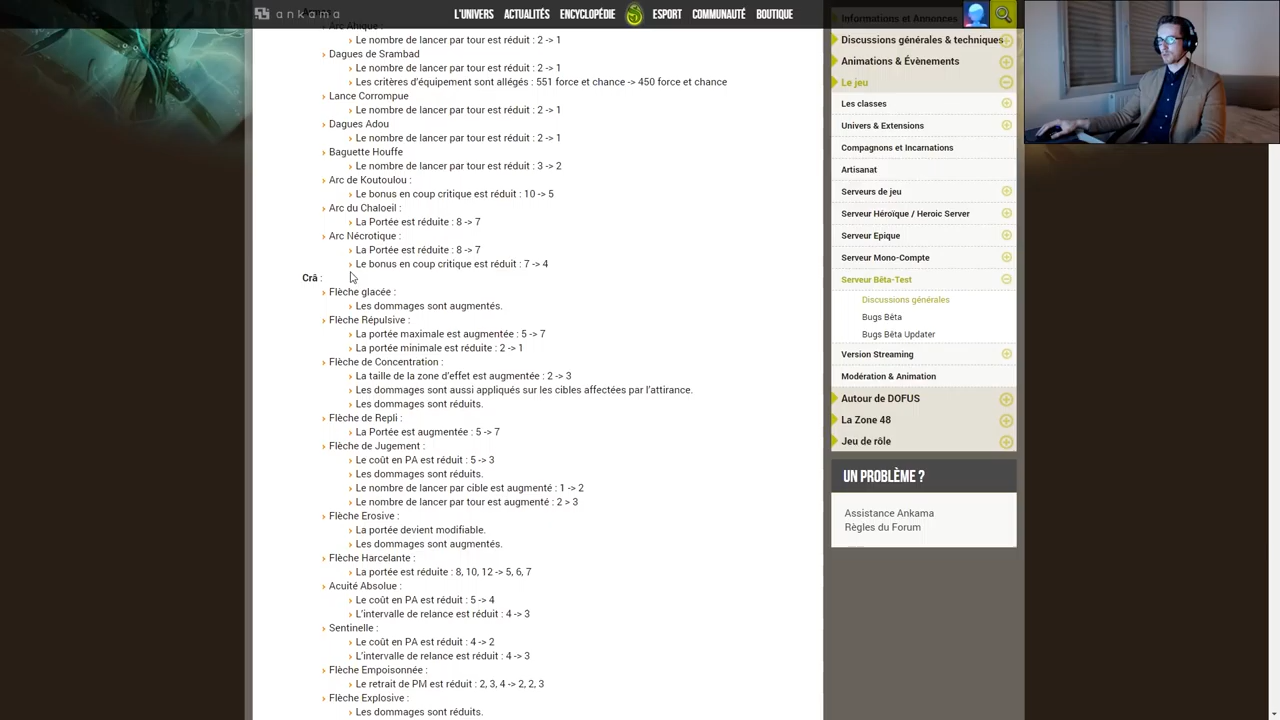 ankama
L'UNIVERS ACTUALITÉS ENCYCLOPÉDIE ESPORT COMMUNAUTÉ BOUTIQUE
Arc Ahique :
Le nombre de lancer par tour est réduit : 2 -> 1
Dagues de Srambad
Le nombre de lancer par tour est réduit : 2 -> 1
Les critères d'équipement sont allégés : 551 force et chance -> 450 force et chance
Lance Corrompue
Le nombre de lancer par tour est réduit : 2 -> 1
Dagues Adou
Le nombre de lancer par tour est réduit : 2 -> 1
Baguette Houffe
Le nombre de lancer par tour est réduit : 3 -> 2
Arc de Koutoulou :
Le bonus en coup critique est réduit : 10 -> 5
Arc du Chaloeil :
La Portée est réduite : 8 -> 7
Arc Nécrotique :
La Portée est réduite : 8 -> 7
Le bonus en coup critique est réduit : 7 -> 4
Crâ :
Flèche glacée :
Les dommages sont augmentés.
Flèche Répulsive :
La portée maximale est augmentée : 5 -> 7
La portée minimale est réduite : 2 -> 1
Flèche de Concentration :
La taille de la zone d'effet est augmentée : 2 -> 3
Les dommages sont aussi appliqués sur les cibles affectées par l'attirance.
Les dommages sont réduits.
Flèche de Repli :
La Portée est augmentée : 5 -> 7
Flèche de Jugement :
Le coût en PA est réduit : 5 -> 3
Les dommages sont réduits.
Le nombre de lancer par cible est augmenté : 1 -> 2
Le nombre de lancer par tour est augmenté : 2 > 3
Flèche Erosive :
La portée devient modifiable.
Les dommages sont augmentés.
Flèche Harcelante :
La portée est réduite : 8, 10, 12 -> 5, 6, 7
Acuité Absolue :
Le coût en PA est réduit : 5 -> 4
L'intervalle de relance est réduit : 4 -> 3
Sentinelle :
Le coût en PA est réduit : 4 -> 2
L'intervalle de relance est réduit : 4 -> 3
Flèche Empoisonnée :
Le retrait de PM est réduit : 2, 3, 4 -> 2, 2, 3
Flèche Explosive :
Les dommages sont réduits.
Informations et Annonces
Discussions générales & techniques
Animations & Évènements
Le jeu
Les classes
Univers & Extensions
Compagnons et Incarnations
Artisanat
Serveurs de jeu
Serveur Héroïque / Heroic Server
Serveur Epique
Serveur Mono-Compte
Serveur Bêta-Test
Discussions générales
Bugs Bêta
Bugs Bêta Updater
Version Streaming
Modération & Animation
Autour de DOFUS
La Zone 48
Jeu de rôle
UN PROBLÈME ?
Assistance Ankama
Règles du Forum